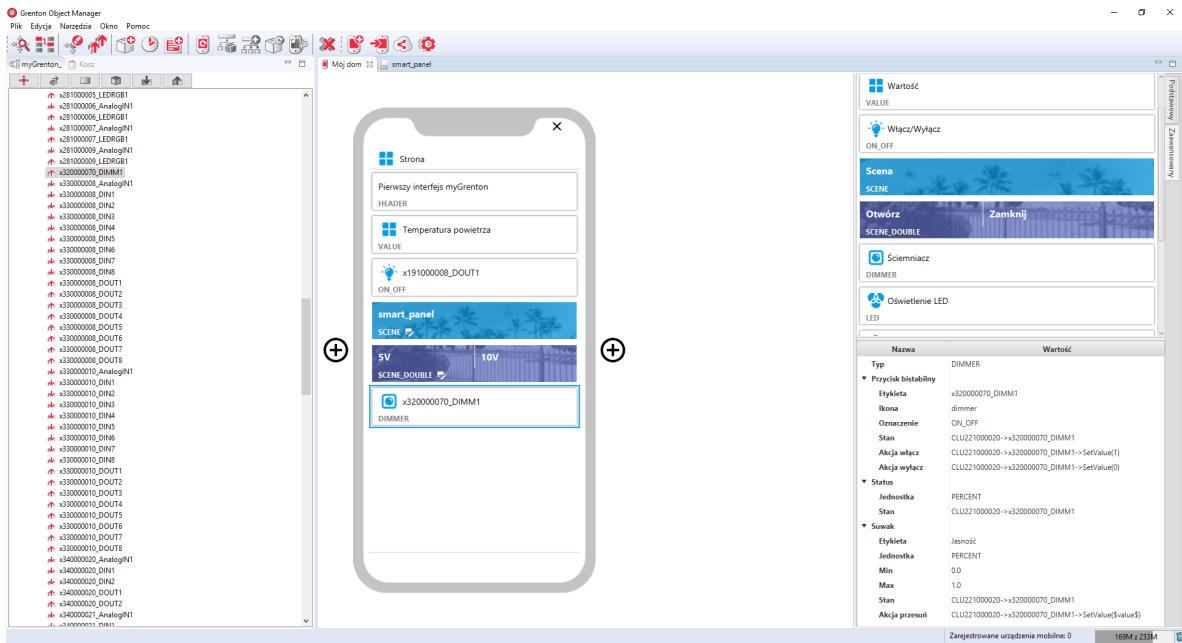 Grenton Object Manager
Plik Edycja Narzędzia Okno Pomoc
myGrenton_ Kosz
Mój dom smart_panel
x281000005_LEDRGB1
x281000006_AnalogIN1
x281000006_LEDRGB1
x281000007_AnalogIN1
x281000007_LEDRGB1
x281000009_AnalogIN1
x281000009_LEDRGB1
x320000070_DIMM1
x330000008_AnalogIN1
x330000008_DIN1
x330000008_DIN2
x330000008_DIN3
x330000008_DIN4
x330000008_DIN5
x330000008_DIN6
x330000008_DIN7
x330000008_DIN8
x330000008_DOUT1
x330000008_DOUT2
x330000008_DOUT3
x330000008_DOUT4
x330000008_DOUT5
x330000008_DOUT6
x330000008_DOUT7
x330000008_DOUT8
x330000010_AnalogIN1
x330000010_DIN1
x330000010_DIN2
x330000010_DIN3
x330000010_DIN4
x330000010_DIN5
x330000010_DIN6
x330000010_DIN7
x330000010_DIN8
x330000010_DOUT1
x330000010_DOUT2
x330000010_DOUT3
x330000010_DOUT4
x330000010_DOUT5
x330000010_DOUT6
x330000010_DOUT7
x330000010_DOUT8
x340000020_AnalogIN1
x340000020_DIN1
x340000020_DIN2
x340000020_DOUT1
x340000020_DOUT2
x340000021_AnalogIN1
x340000021_DIN1
Strona
Pierwszy interfejs myGrenton
HEADER
Temperatura powietrza
VALUE
x191000008_DOUT1
ON_OFF
smart_panel
SCENE
5V 10V
SCENE_DOUBLE
x320000070_DIMM1
DIMMER
Wartość
VALUE
Włącz/Wyłącz
ON_OFF
Scena
SCENE
Otwórz Zamknij
SCENE_DOUBLE
Ściemniacz
DIMMER
Oświetlenie LED
LED
Podstawowy
Zaawansowany
Nazwa Wartość
Typ DIMMER
Przycisk bistabilny
Etykieta x320000070_DIMM1
Ikona dimmer
Oznaczenie ON_OFF
Stan CLU221000020->x320000070_DIMM1
Akcja włącz CLU221000020->x320000070_DIMM1->SetValue(1)
Akcja wyłącz CLU221000020->x320000070_DIMM1->SetValue(0)
Status
Jednostka PERCENT
Stan CLU221000020->x320000070_DIMM1
Suwak
Etykieta Jasność
Jednostka PERCENT
Min 0.0
Max 1.0
Stan CLU221000020->x320000070_DIMM1
Akcja przesuń CLU221000020->x320000070_DIMM1->SetValue($value$)
Zarejestrowane urządzenia mobilne: 0 169M z 233M